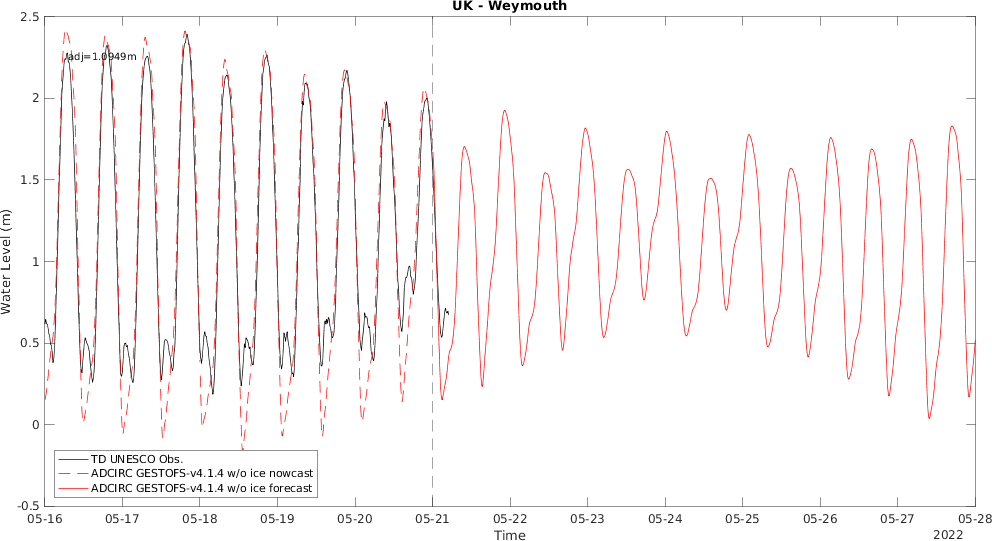 UK - Weymouth
2.5
adj=1.0949m
2
1.5
1
0.5
0
-0.5
Water Level (m)
TD UNESCO Obs.
ADCIRC GESTOFS-v4.1.4 w/o ice nowcast
ADCIRC GESTOFS-v4.1.4 w/o ice forecast
05-16 05-17 05-18 05-19 05-20 05-21 05-22 05-23 05-24 05-25 05-26 05-27 05-28
Time
2022